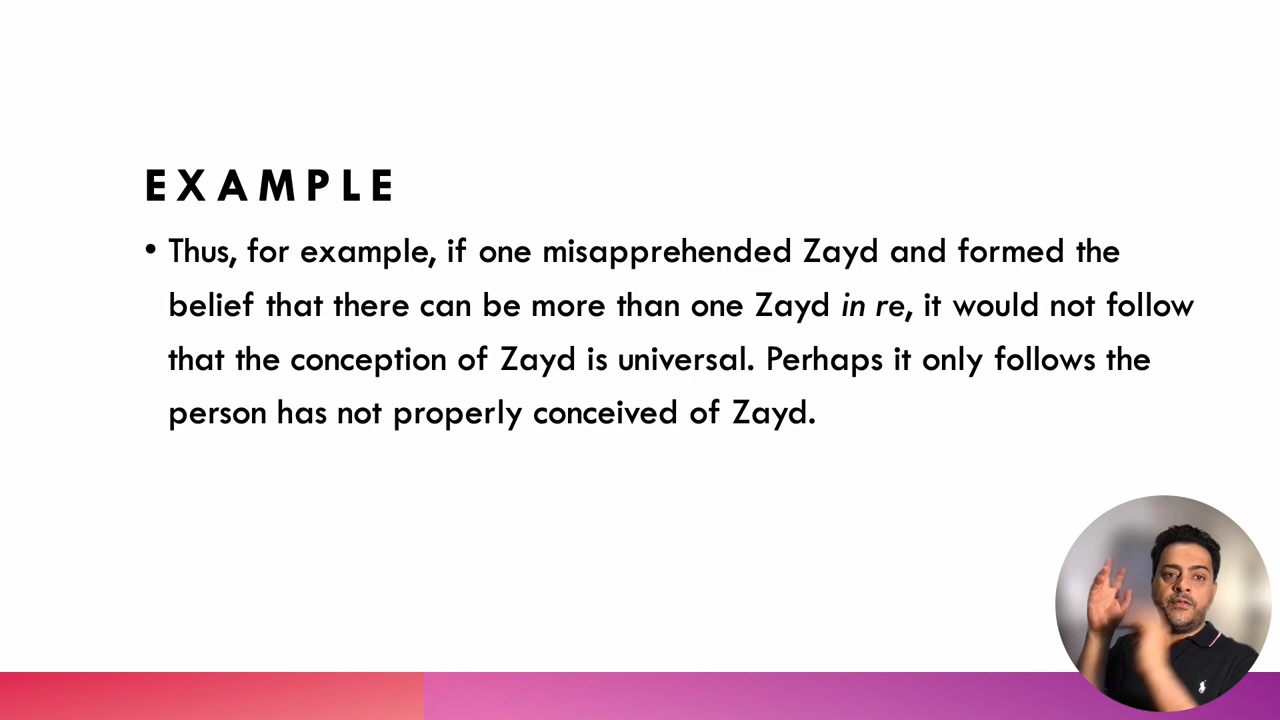 EXAMPLE
• Thus, for example, if one misapprehended Zayd and formed the
belief that there can be more than one Zayd in re, it would not follow
that the conception of Zayd is universal. Perhaps it only follows the
person has not properly conceived of Zayd.